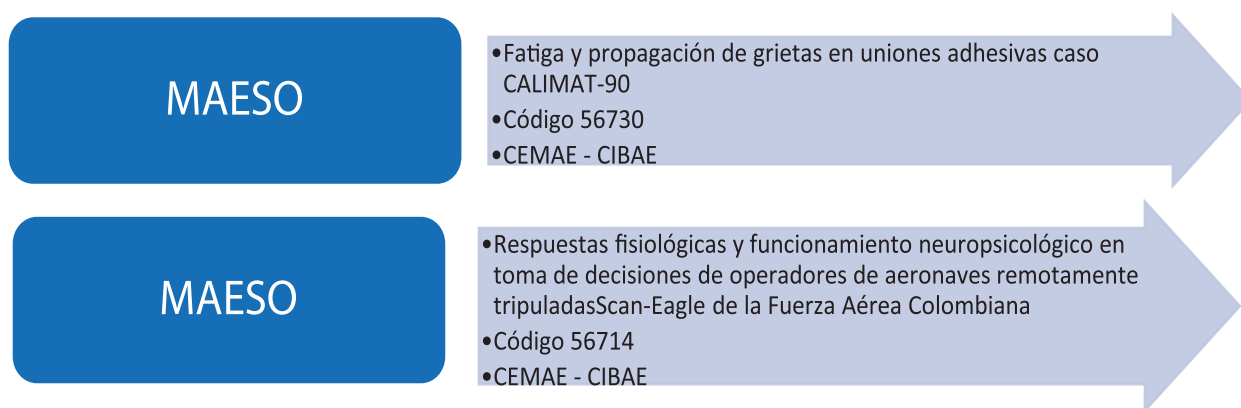 MAESO
•Fatiga y propagación de grietas en uniones adhesivas caso
CALIMAT-90
•Código 56730
•CEMAE - CIBAE
MAESO
•Respuestas fisiológicas y funcionamiento neuropsicológico en
toma de decisiones de operadores de aeronaves remotamente
tripuladasScan-Eagle de la Fuerza Aérea Colombiana
•Código 56714
•CEMAE - CIBAE